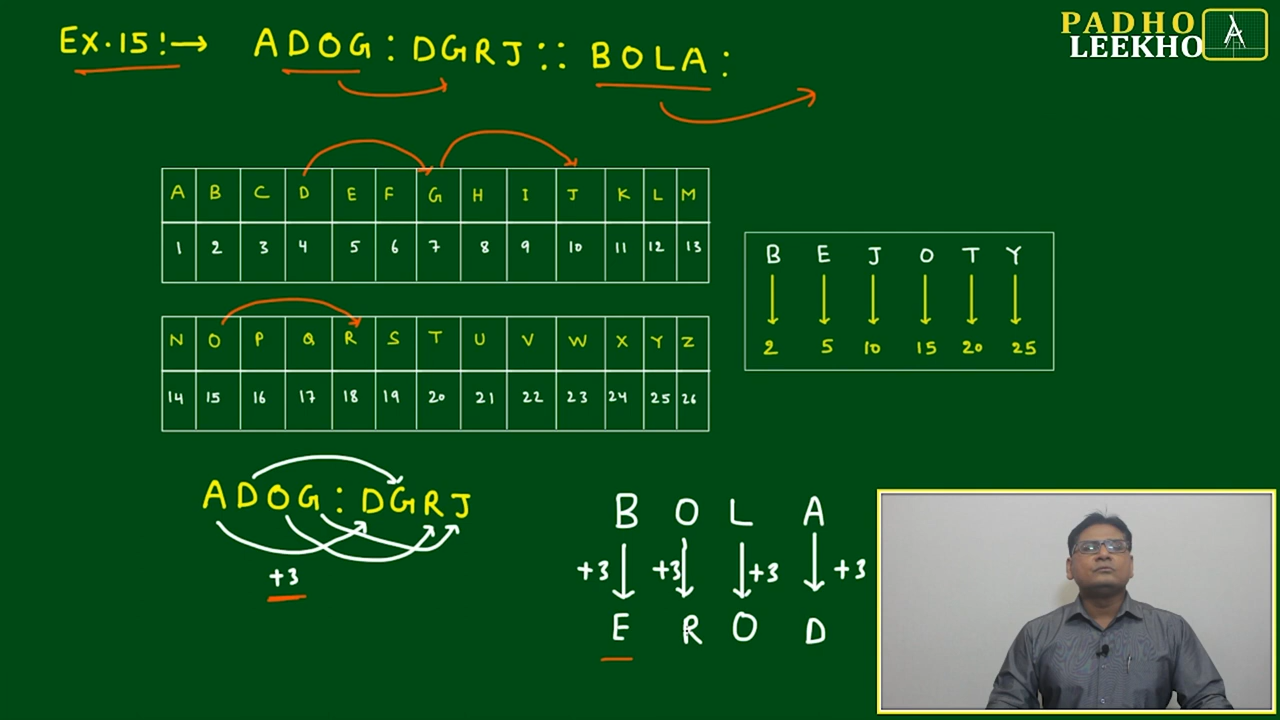 EX.15!→ ADOG : DGRJ :: BOLA :
PADHO
LEEKHO
A B C D E F G H I J K L M
1 2 3 4 5 6 7 8 9 10 11 12 13
B E J O T Y
2 5 10 15 20 25
N O P Q R S T U V W X Y Z
14 15 16 17 18 19 20 21 22 23 24 25 26
ADOG : DGRJ
+3
B O L A
+3 +3 +3 +3
E R O D